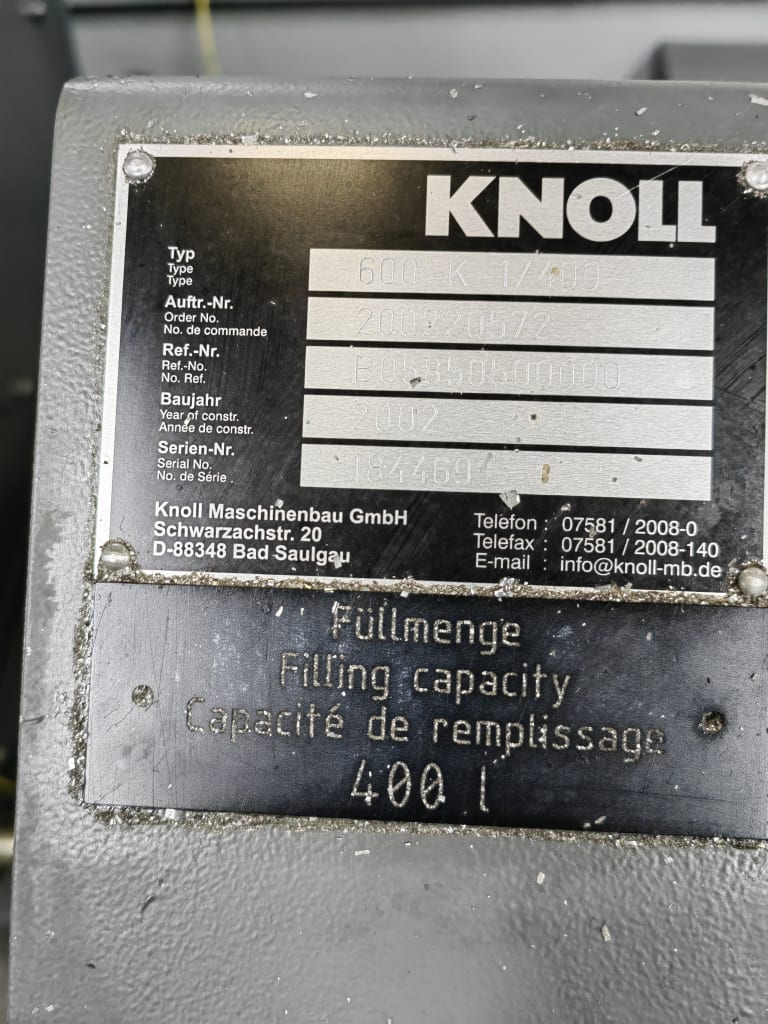 KNOLL
Typ
Type
Type
600 K-1/409
Auftr.-Nr.
Order No.
No. de commande
200220572
Ref.-Nr.
Ref.-No.
No. Ref.
B05850500000
Baujahr
Year of constr.
Année de constr.
2002
Serien-Nr.
Serial No.
No. de Série
Knoll Maschinenbau GmbH
Schwarzachstr. 20
D-88348 Bad Saulgau
Telefon : 07581 / 2008-0
Telefax : 07581 / 2008-140
E-mail : info@knoll-mb.de
Füllmenge
Filling capacity
Capacité de remplissage
400 l